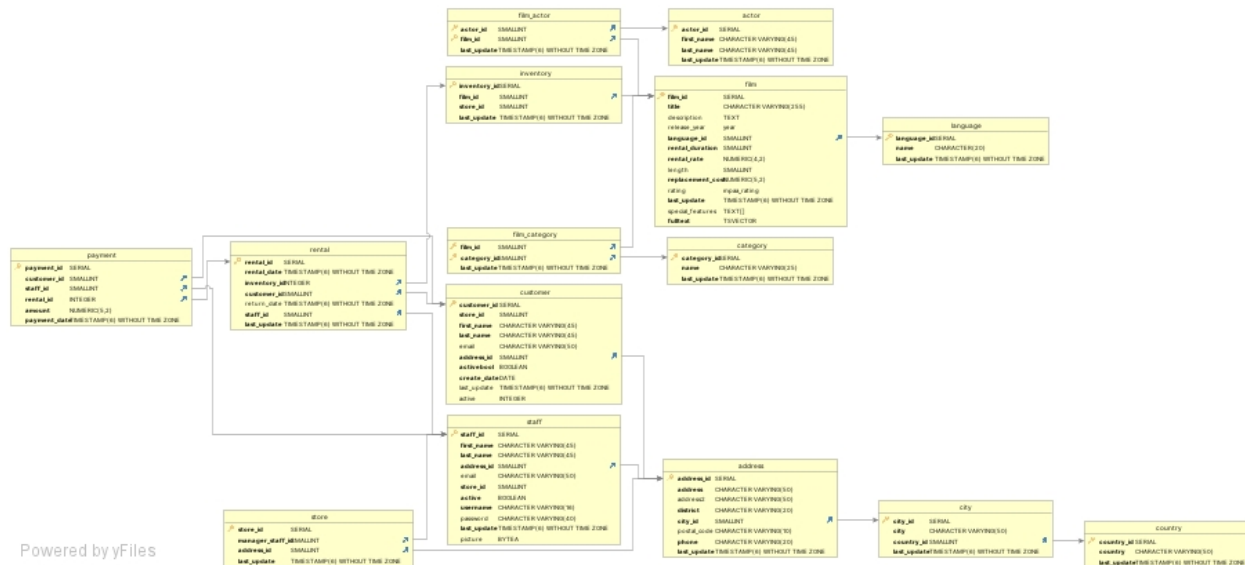 film_actor
actor_id SMALLINT
film_id SMALLINT
last_update TIMESTAMP(6) WITHOUT TIME ZONE
actor
actor_id SERIAL
first_name CHARACTER VARYING(45)
last_name CHARACTER VARYING(45)
last_update TIMESTAMP(6) WITHOUT TIME ZONE
inventory
inventory_id SERIAL
film_id SMALLINT
store_id SMALLINT
last_update TIMESTAMP(6) WITHOUT TIME ZONE
film
film_id SERIAL
title CHARACTER VARYING(255)
description TEXT
release_year year
language_id SMALLINT
rental_duration SMALLINT
rental_rate NUMERIC(4,2)
length SMALLINT
replacement_cost NUMERIC(5,2)
rating mpaa_rating
last_update TIMESTAMP(6) WITHOUT TIME ZONE
special_features TEXT[]
fulltext TSVECTOR
language
language_id SERIAL
name CHARACTER(20)
last_update TIMESTAMP(6) WITHOUT TIME ZONE
film_category
film_id SMALLINT
category_id SMALLINT
last_update TIMESTAMP(6) WITHOUT TIME ZONE
category
category_id SERIAL
name CHARACTER VARYING(25)
last_update TIMESTAMP(6) WITHOUT TIME ZONE
payment
payment_id SERIAL
customer_id SMALLINT
staff_id SMALLINT
rental_id INTEGER
amount NUMERIC(5,2)
payment_date TIMESTAMP(6) WITHOUT TIME ZONE
rental
rental_id SERIAL
rental_date TIMESTAMP(6) WITHOUT TIME ZONE
inventory_id INTEGER
customer_id SMALLINT
return_date TIMESTAMP(6) WITHOUT TIME ZONE
staff_id SMALLINT
last_update TIMESTAMP(6) WITHOUT TIME ZONE
customer
customer_id SERIAL
store_id SMALLINT
first_name CHARACTER VARYING(45)
last_name CHARACTER VARYING(45)
email CHARACTER VARYING(50)
address_id SMALLINT
activebool BOOLEAN
create_date DATE
last_update TIMESTAMP(6) WITHOUT TIME ZONE
active INTEGER
staff
staff_id SERIAL
first_name CHARACTER VARYING(45)
last_name CHARACTER VARYING(45)
address_id SMALLINT
email CHARACTER VARYING(50)
store_id SMALLINT
active BOOLEAN
username CHARACTER VARYING(16)
password CHARACTER VARYING(40)
last_update TIMESTAMP(6) WITHOUT TIME ZONE
picture BYTEA
address
address_id SERIAL
address CHARACTER VARYING(50)
address2 CHARACTER VARYING(50)
district CHARACTER VARYING(20)
city_id SMALLINT
postal_code CHARACTER VARYING(10)
phone CHARACTER VARYING(20)
last_update TIMESTAMP(6) WITHOUT TIME ZONE
store
store_id SERIAL
manager_staff_id SMALLINT
address_id SMALLINT
last_update TIMESTAMP(6) WITHOUT TIME ZONE
city
city_id SERIAL
city CHARACTER VARYING(50)
country_id SMALLINT
last_update TIMESTAMP(6) WITHOUT TIME ZONE
country
country_id SERIAL
country CHARACTER VARYING(50)
last_update TIMESTAMP(6) WITHOUT TIME ZONE
Powered by yFiles